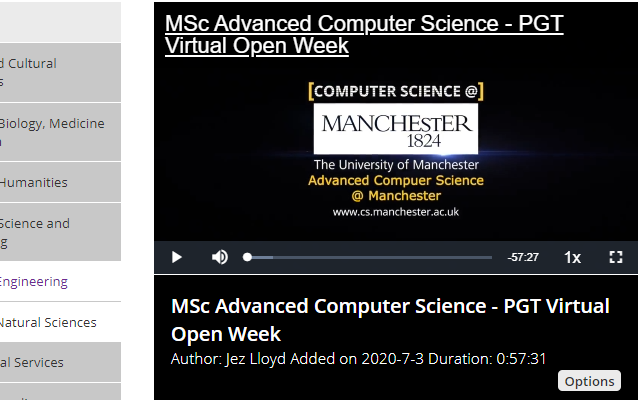 d Cultural
s
Biology, Medicine
Humanities
Science and
g
Engineering
Natural Sciences
al Services
MSc Advanced Computer Science - PGT
Virtual Open Week
[COMPUTER SCIENCE @]
MANCHESTER
1824
The University of Manchester
Advanced Compuer Science
@ Manchester
www.cs.manchester.ac.uk
-57:27 1x
MSc Advanced Computer Science - PGT Virtual
Open Week
Author: Jez Lloyd Added on 2020-7-3 Duration: 0:57:31
Options